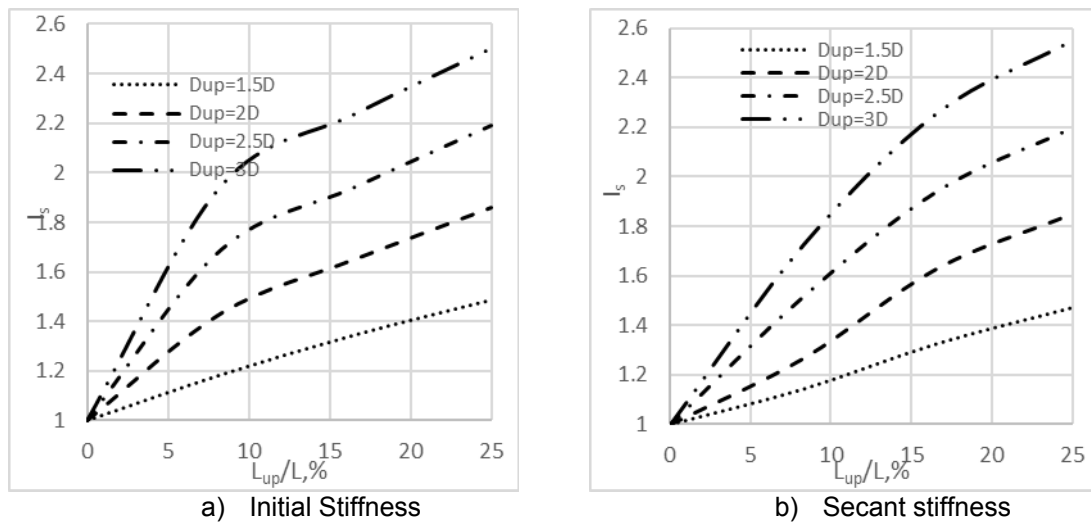 2.6
2.4
2.2
2
1.8
1.6
1.4
1.2
1
Is
Dup=1.5D
Dup=2D
Dup=2.5D
Dup=3D
0 5 10 15 20 25
Lup/L,%
a) Initial Stiffness
2.6
2.4
2.2
2
1.8
1.6
1.4
1.2
1
Is
Dup=1.5D
Dup=2D
Dup=2.5D
Dup=3D
0 5 10 15 20 25
Lup/L,%
b) Secant stiffness